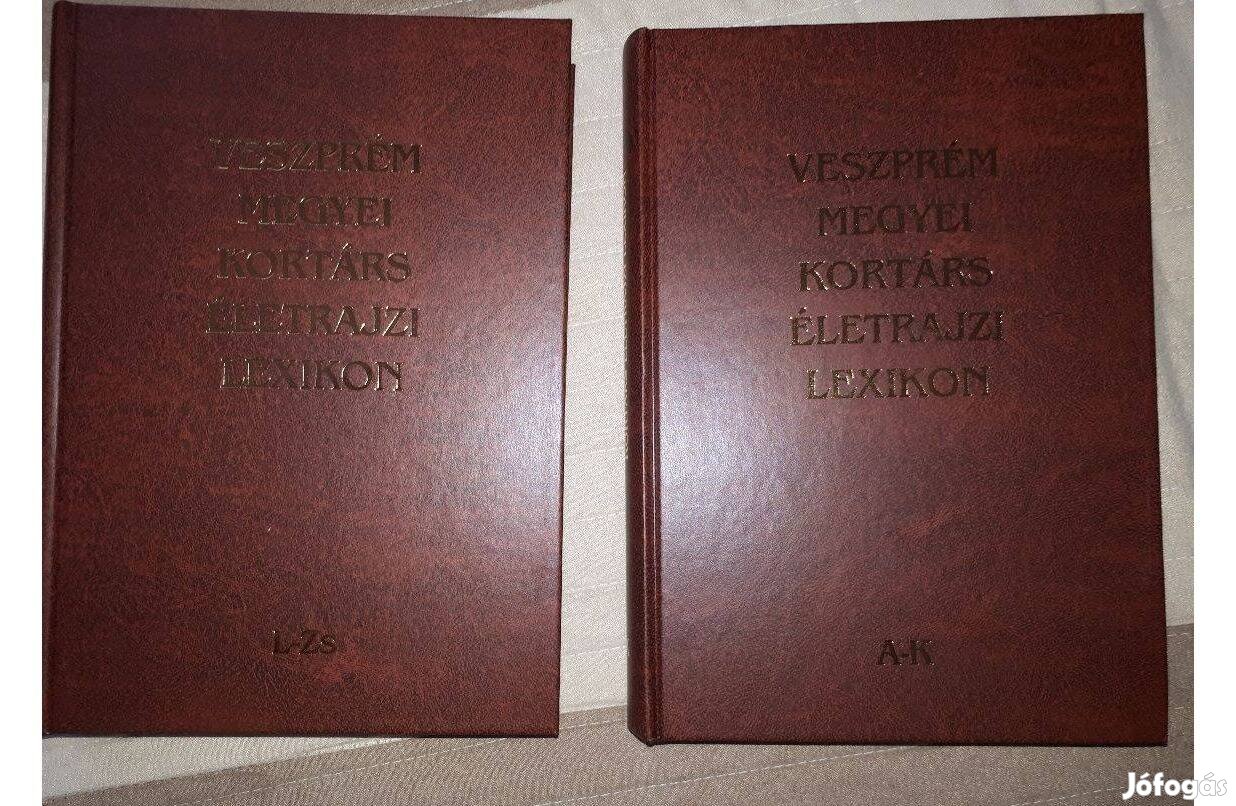 VESZPRÉM
MEGYEI
KORTÁRS
ÉLETRAJZI
LEXIKON
L-Zs
VESZPRÉM
MEGYEI
KORTÁRS
ÉLETRAJZI
LEXIKON
A-K
Jófogás